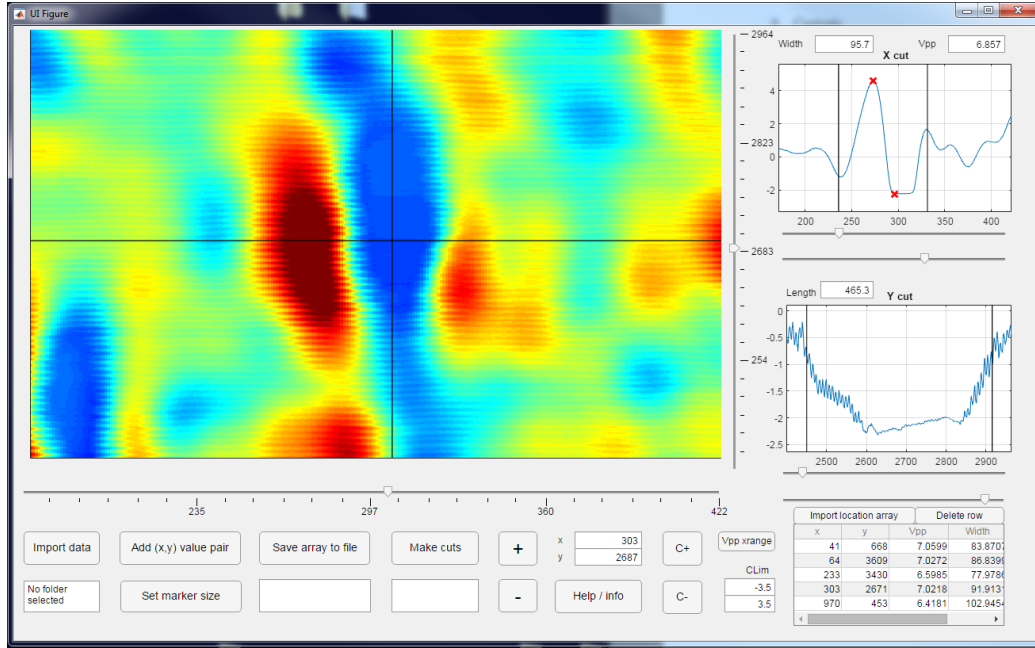 UI Figure
Width 95.7 Vpp 6.857
X cut
4
2
0
-2
200 250 300 350 400
2964
2823
2683
254
Length 465.3 Y cut
0
-0.5
-1
-1.5
-2
-2.5
2500 2600 2700 2800 2900
235 297 360 422
Import data Add (x,y) value pair Save array to file Make cuts + x 303 C+ Vpp xrange
y 2687
No folder selected Set marker size - Help / info C- CLim
-3.5
3.5
Import location array Delete row
x y Vpp Width
41 668 7.0599 83.8707
64 3609 7.0272 86.8399
233 3430 6.5985 77.9786
303 2671 7.0218 91.9131
970 453 6.4181 102.9454